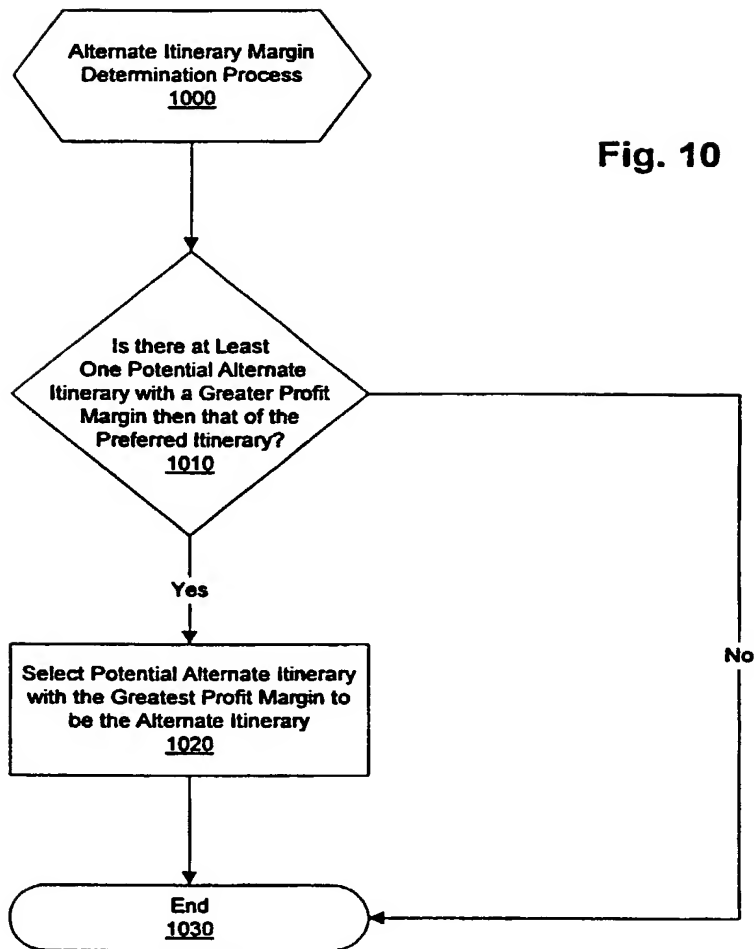 Alternate Itinerary Margin
Determination Process
1000
Fig. 10
Is there at Least
One Potential Alternate
Itinerary with a Greater Profit
Margin then that of the
Preferred Itinerary?
1010
Yes
No
Select Potential Alternate Itinerary
with the Greatest Profit Margin to
be the Alternate Itinerary
1020
End
1030